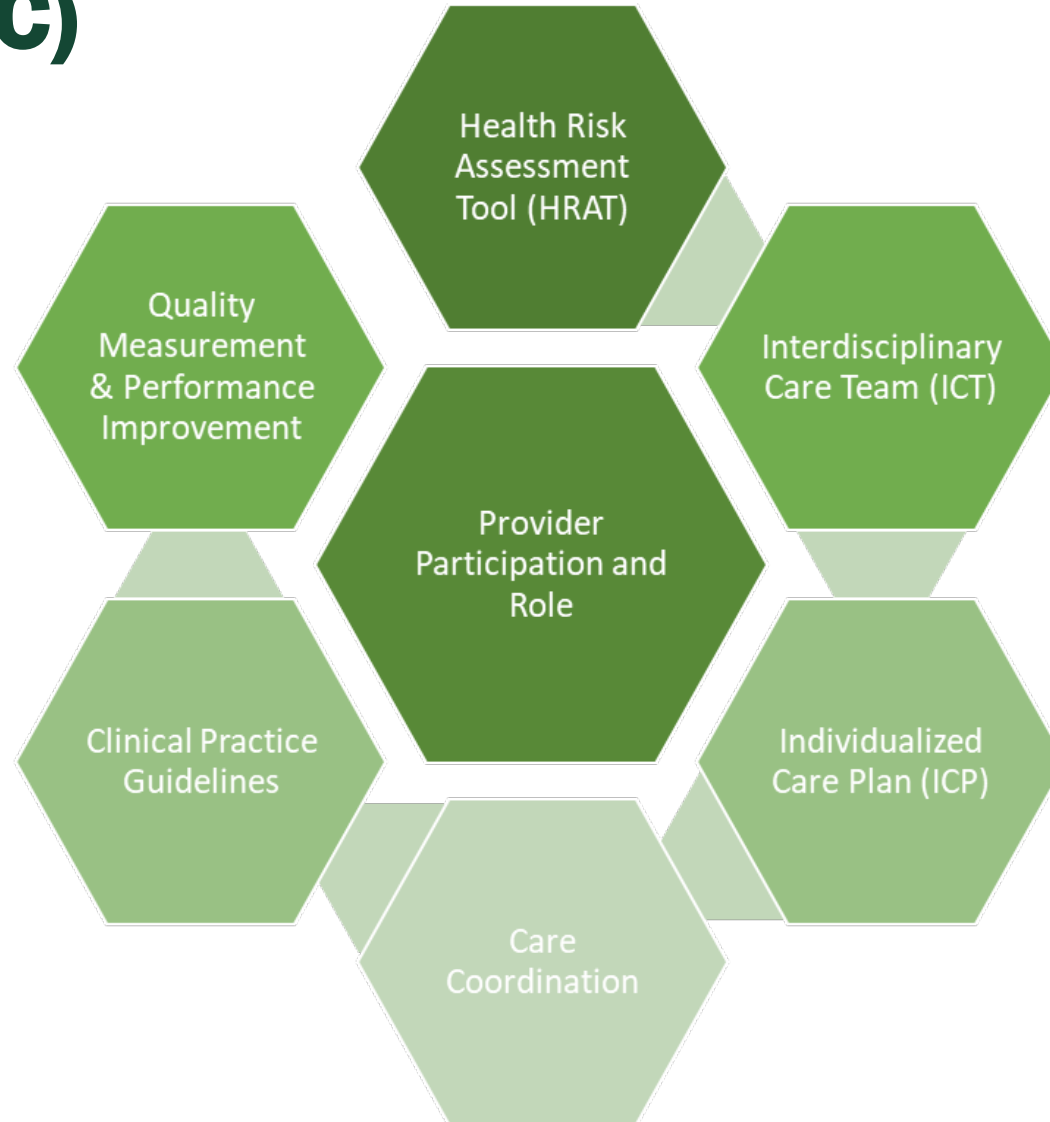 C)
Health Risk
Assessment
Tool (HRAT)
Quality
Measurement
& Performance
Improvement
Interdisciplinary
Care Team (ICT)
Provider
Participation and
Role
Clinical Practice
Guidelines
Individualized
Care Plan (ICP)
Care
Coordination